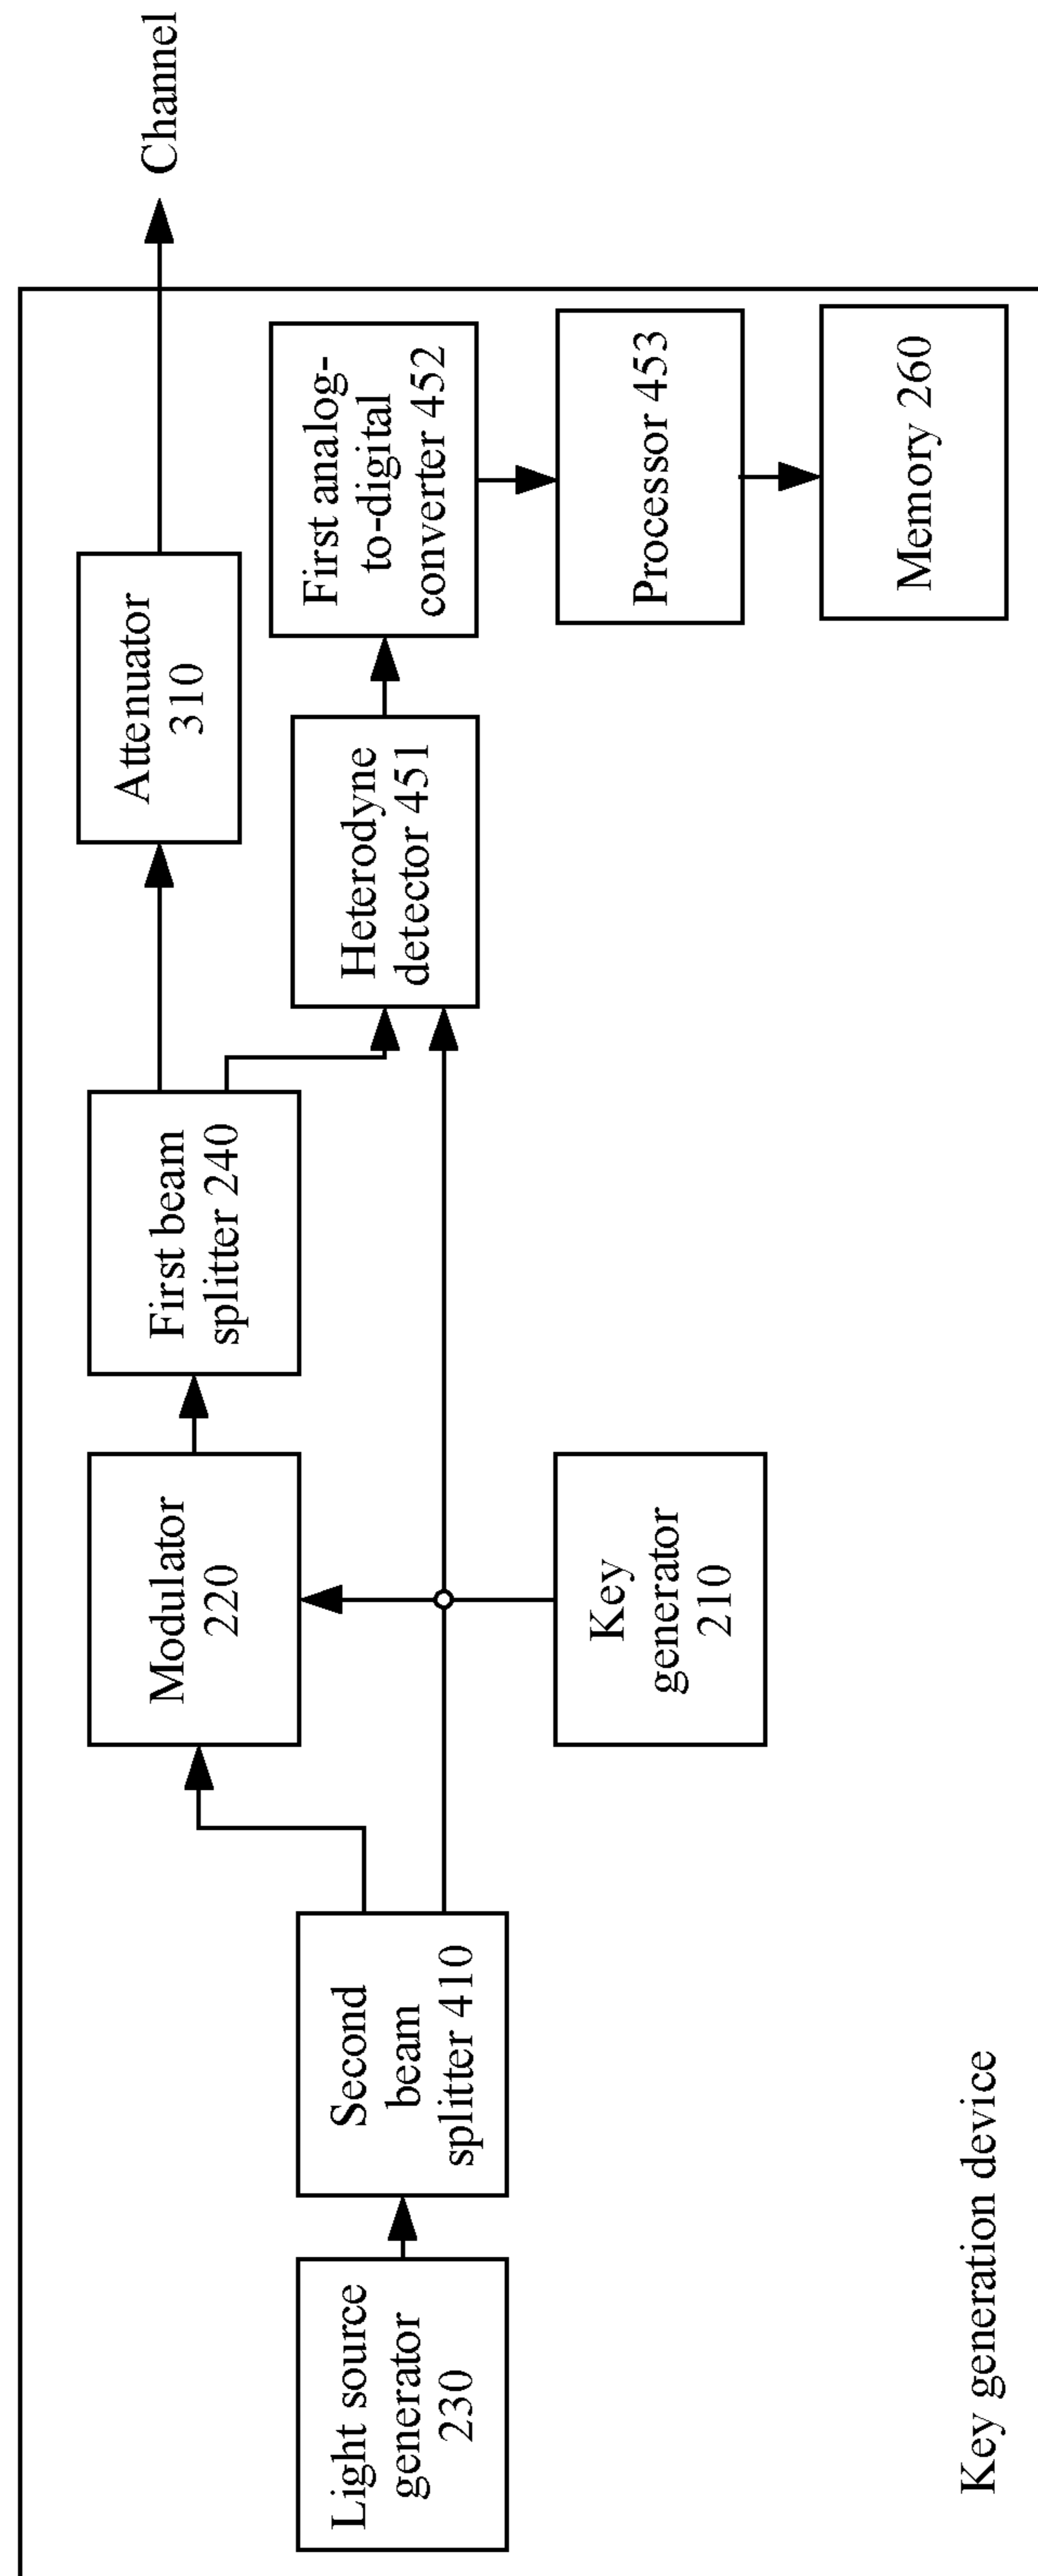 Channel
Attenuator
310
First beam
splitter 240
Modulator
220
First analog-
to-digital
converter 452
Heterodyne
detector 451
Second
beam
splitter 410
Light source
generator
230
Key
generator
210
Processor 453
Memory 260
Key generation device